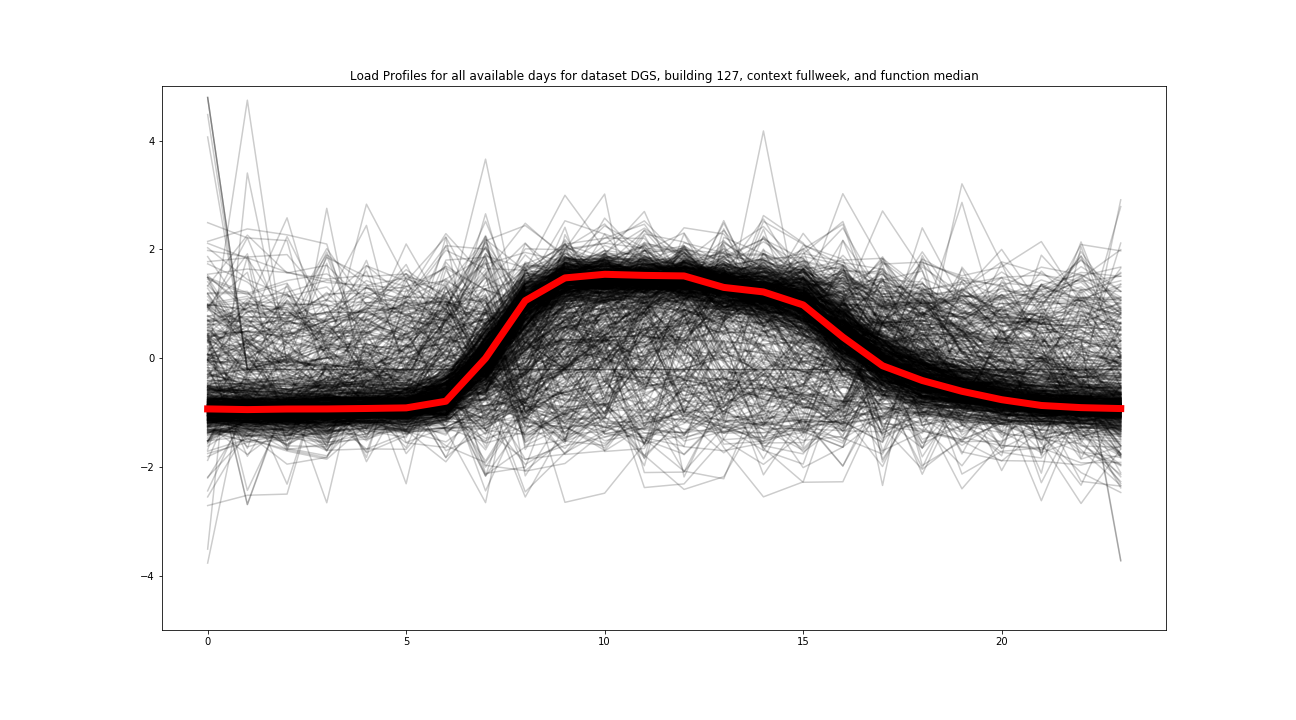 Load Profiles for all available days for dataset DGS, building 127, context fullweek, and function median
4
2
0
−2
−4
0 5 10 15 20